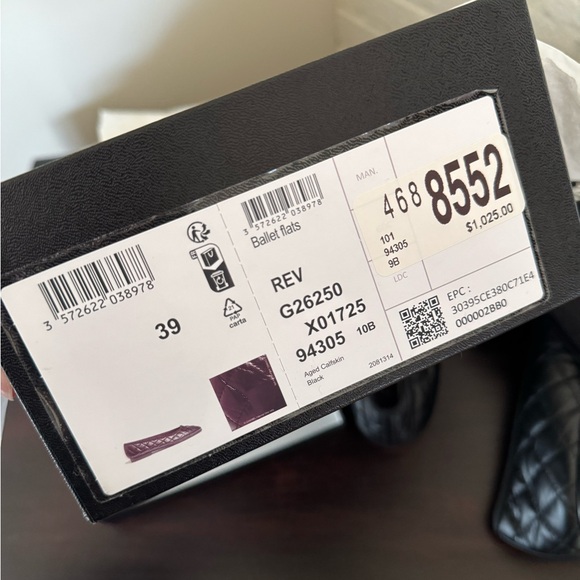 3 572622 038978
39
21
PAP
carta
3 572622 038978
Ballet flats
REV
G26250
X01725
94305 10B
Aged Calfskin
Black
2081314
MAN.
468 8552
101
94305
9B
$1,025.00
LDC
EPC :
30395CE380C71E4
000002BB0